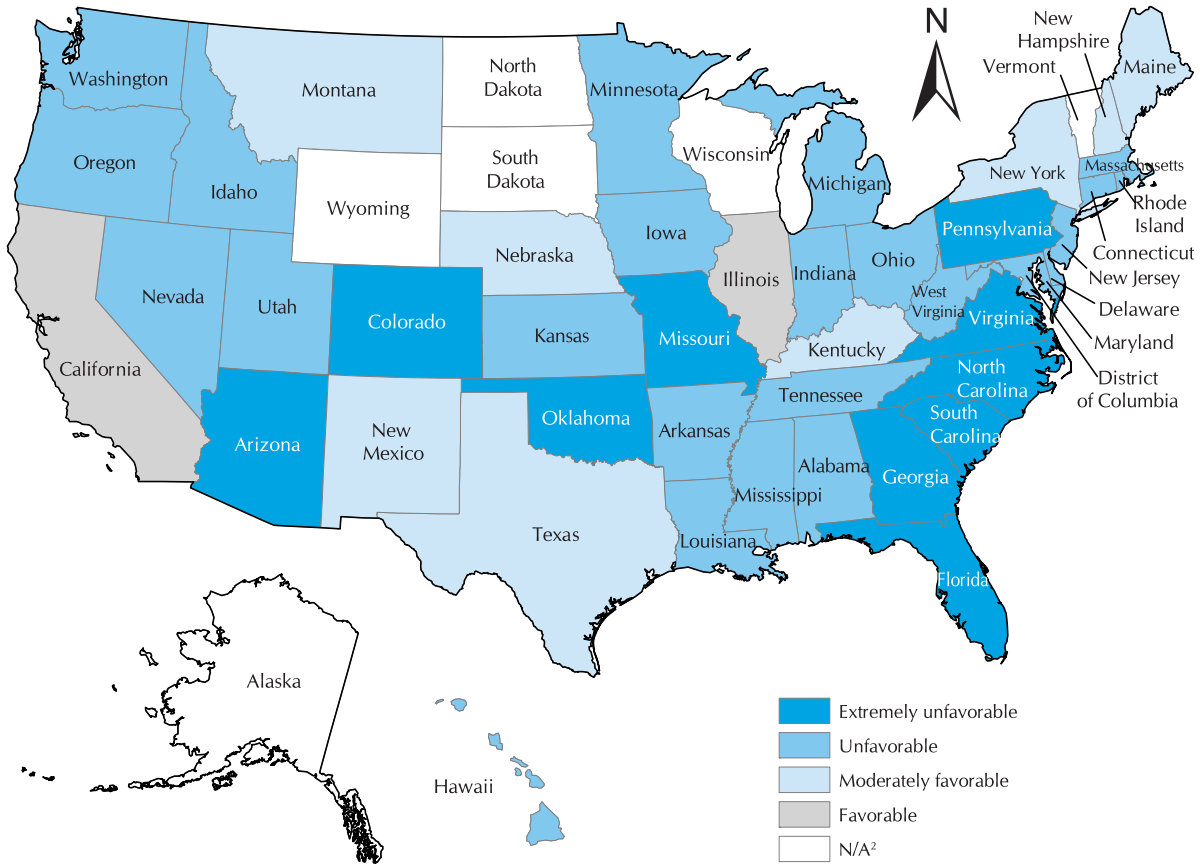 N
New
Hampshire
Vermont
Maine
Washington
Montana
North
Dakota
Minnesota
Oregon
Idaho
South
Dakota
Wisconsin
Michigan
New York
Massachusetts
Wyoming
Rhode
Island
Nebraska
Iowa
Pennsylvania
Connecticut
Nevada
Utah
Illinois
Indiana
Ohio
New Jersey
Colorado
Kansas
Missouri
West
Virginia
Virginia
Delaware
California
Kentucky
Maryland
Tennessee
North
Carolina
District
of Columbia
Arizona
New
Mexico
Oklahoma
Arkansas
South
Carolina
Mississippi
Alabama
Georgia
Texas
Louisiana
Florida
Alaska
Hawaii
Extremely unfavorable
Unfavorable
Moderately favorable
Favorable
N/A²